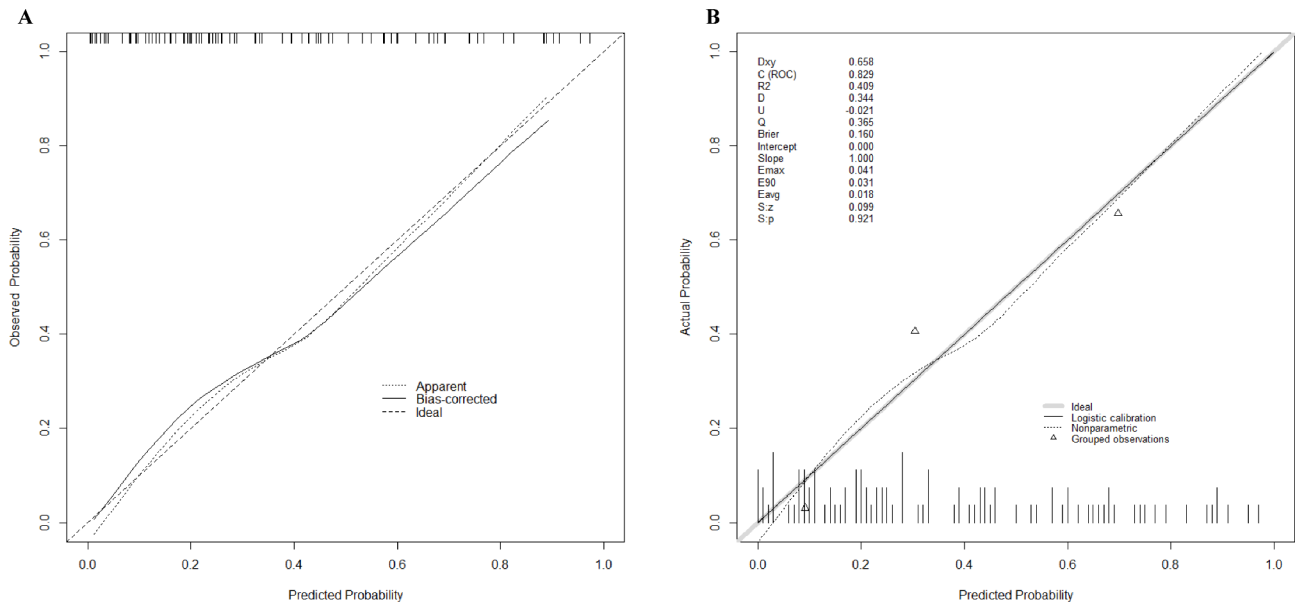 A
Observed Probability
1.0
0.8
0.6
0.4
0.2
0.0
Apparent
Bias-corrected
Ideal
0.0 0.2 0.4 0.6 0.8 1.0
Predicted Probability
B
Actual Probability
1.0
0.8
0.6
0.4
0.2
0.0
Dxy 0.658
C (ROC) 0.829
R2 0.409
D 0.344
U -0.021
Q 0.365
Brier 0.160
Intercept 0.000
Slope 1.000
Emax 0.041
E90 0.031
Eavg 0.018
S:z 0.099
S:p 0.921
Ideal
Logistic calibration
Nonparametric
Grouped observations
0.0 0.2 0.4 0.6 0.8 1.0
Predicted Probability